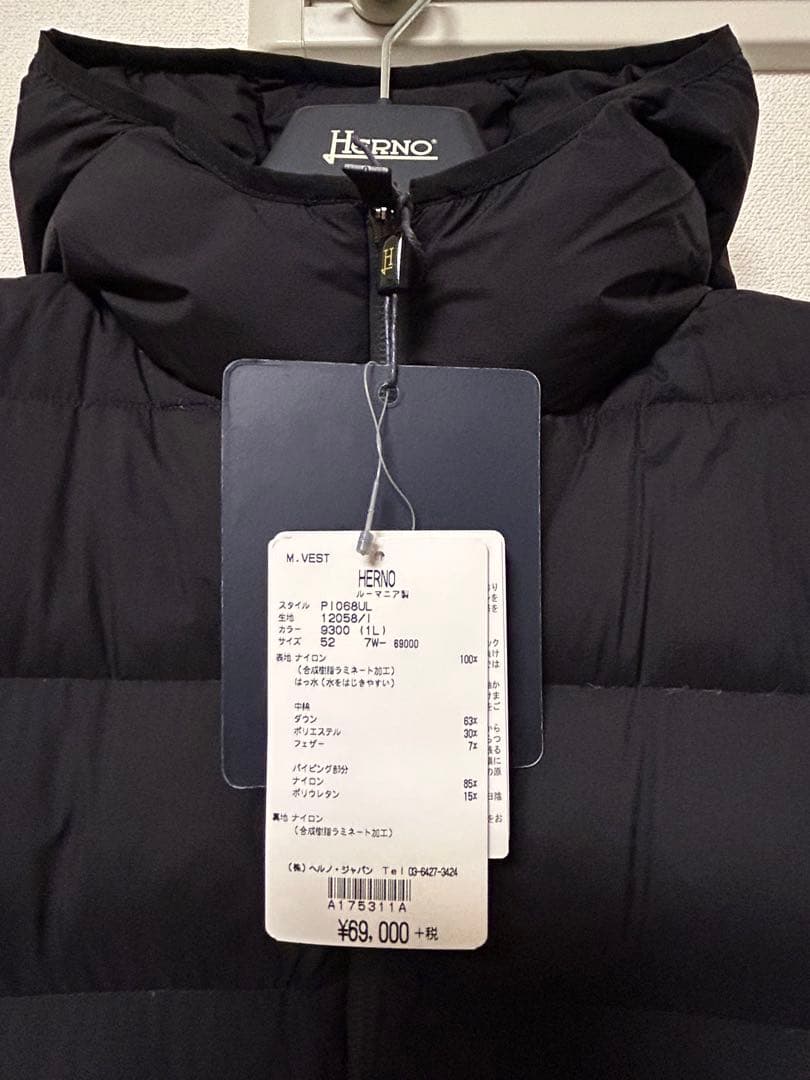 HERNO®
H
M.VEST
HERNO
ルーマニア製
スタイル PI068UL
生地 12058/I
カラー 9300 (1L)
サイズ 52 7W- 69000
表地 ナイロン 100%
(合成樹脂ラミネート加工)
はっ水(水をはじきやすい)
中綿
ダウン 63%
ポリエステル 30%
フェザー 7%
パイピング部分
ナイロン 85%
ポリウレタン 15%
裏地 ナイロン
(合成樹脂ラミネート加工)
(株)ヘルノ・ジャパン Tel 03-6427-3424
A175311A
¥69,000 +税